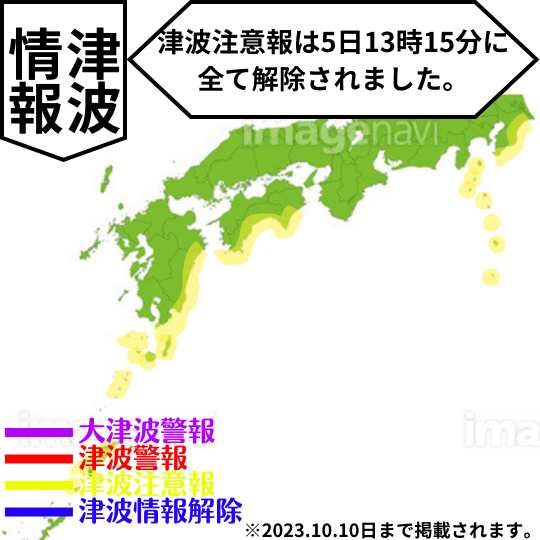 津波
情報
津波注意報は5日13時15分に
全て解除されました。
imagenavi
imagenavi
ima
大津波警報
津波警報
津波注意報
津波情報解除
※2023.10.10日まで掲載されます。